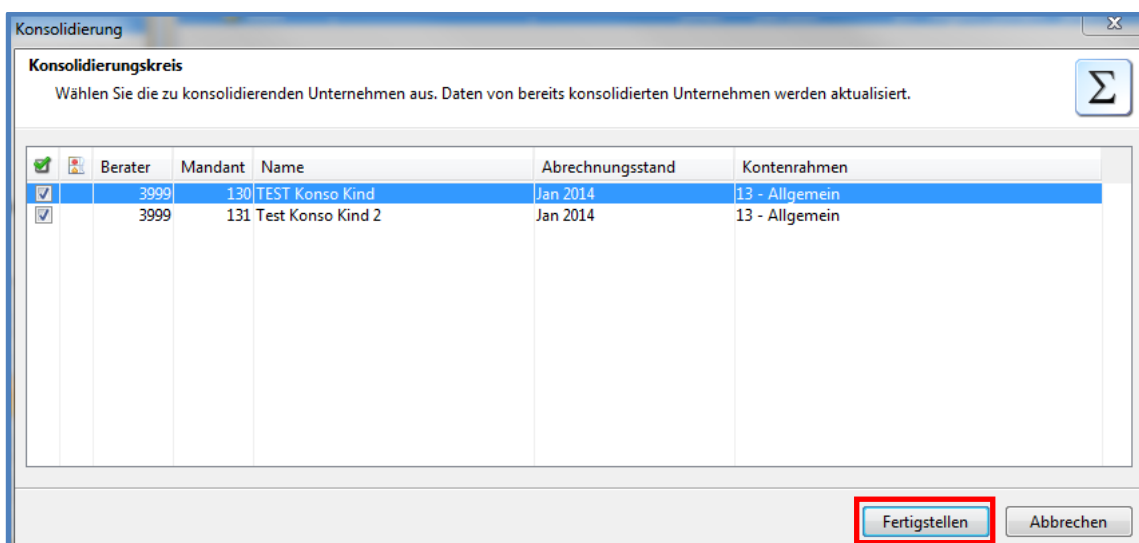 Konsolidierung
Konsolidierungskreis
Wählen Sie die zu konsolidierenden Unternehmen aus. Daten von bereits konsolidierten Unternehmen werden aktualisiert.
Σ
Berater Mandant Name Abrechnungsstand Kontenrahmen
3999 130 TEST Konso Kind Jan 2014 13 - Allgemein
3999 131 Test Konso Kind 2 Jan 2014 13 - Allgemein
Fertigstellen Abbrechen